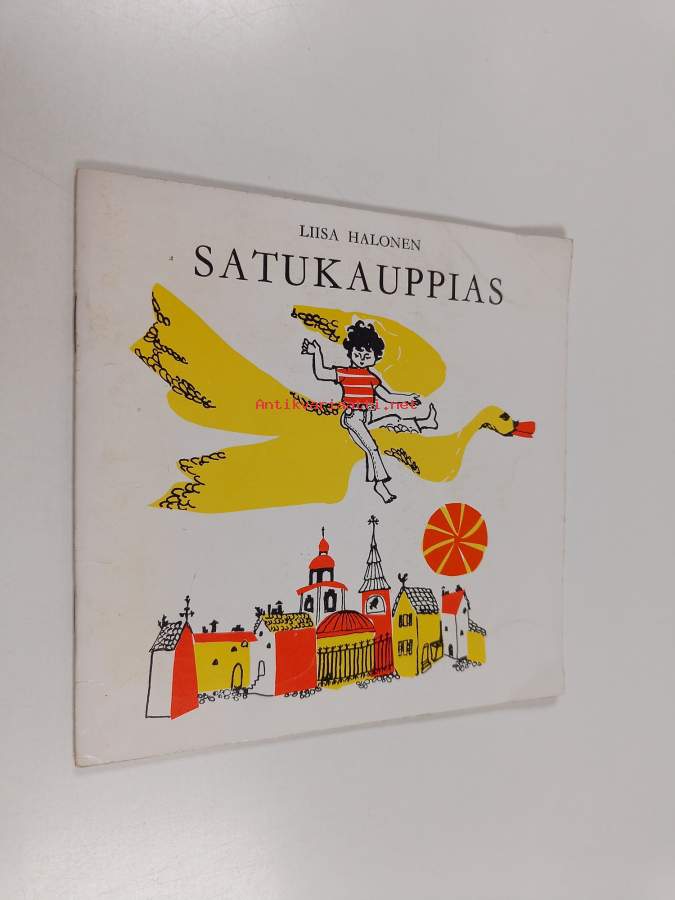 LIISA HALONEN
SATUKAUPPIAS
Antikvariaatti.net